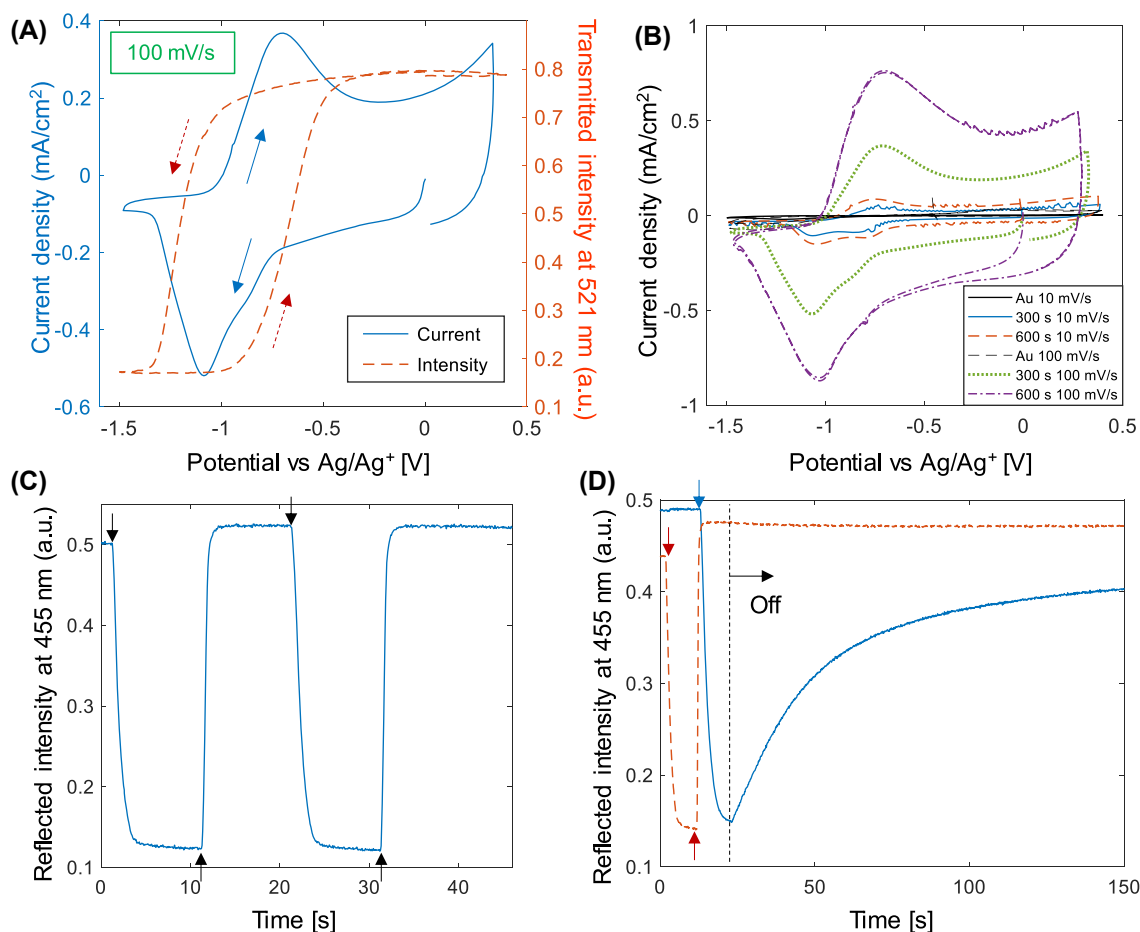 (A)
100 mV/s
0.4
0.2
0
-0.2
-0.4
-0.6
Current density (mA/cm²)
0.8
0.7
0.6
0.5
0.4
0.3
0.2
0.1
Transmitted intensity at 521 nm (a.u.)
Current
Intensity
-1.5
-1
-0.5
0
0.5
Potential vs Ag/Ag⁺ [V]
(B)
1
0.5
0
-0.5
-1
Current density (mA/cm²)
Au 10 mV/s
300 s 10 mV/s
600 s 10 mV/s
Au 100 mV/s
300 s 100 mV/s
600 s 100 mV/s
-1.5
-1
-0.5
0
0.5
Potential vs Ag/Ag⁺ [V]
(C)
0.5
0.4
0.3
0.2
0.1
Reflected intensity at 455 nm (a.u.)
0
10
20
30
40
Time [s]
(D)
0.5
0.4
0.3
0.2
0.1
Reflected intensity at 455 nm (a.u.)
Off
0
50
100
150
Time [s]